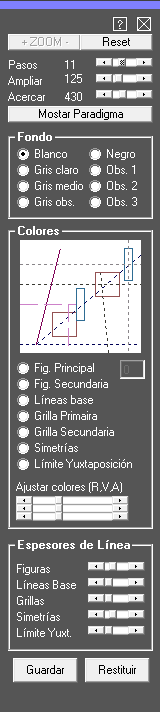 ? X
+ZOOM - Reset
Pasos 11
Ampliar 125
Acercar 430
Mostar Paradigma
Fondo
Blanco Negro
Gris claro Obs. 1
Gris medio Obs. 2
Gris obs. Obs. 3
Colores
Fig. Principal 0
Fig. Secundaria
Líneas base
Grilla Primaira
Grilla Secundaria
Simetrías
Límite Yuxtaposición
Ajustar colores (R,V,A)
Espesores de Línea
Figuras
Líneas Base
Grillas
Simetrías
Límite Yuxt.
Guardar Restituir